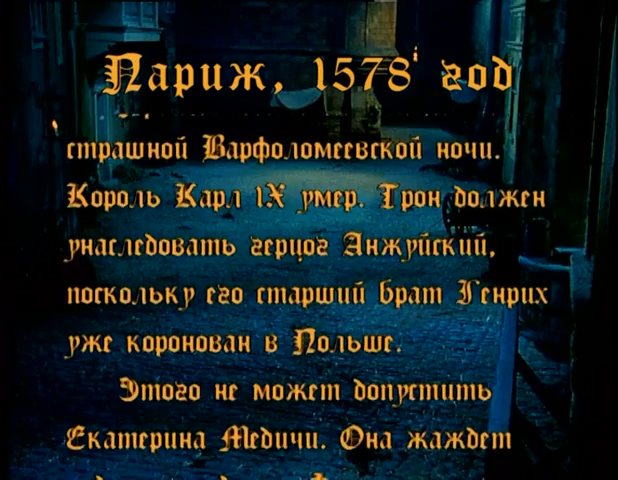 Париж, 1578 год
страшной Варфоломеевской ночи.
Король Карл IX умер. Трон должен
унаследовать герцог Анжуйский,
поскольку его старший брат Генрих
уже коронован в Польше.
Этого не может допустить
Екатерина Медичи. Она жаждет